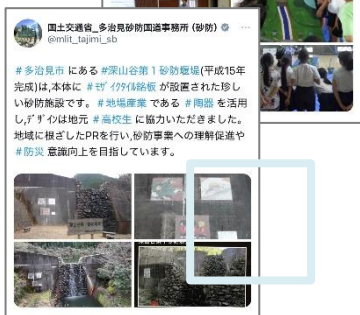 国土交通省_多治見砂防国道事務所 (砂防)
@mlit_tajimi_sb
#多治見市 にある #深山谷第1砂防堰堤(平成15年
完成)は,本体に #ﾓｻﾞｲｸﾀｲﾙ銘板 が設置された珍し
い砂防施設です。 #地場産業 である #陶器 を活用
し,ﾃﾞｻﾞｲﾝは地元 #高校生 に協力いただきました。
地域に根ざしたPRを行い,砂防事業への理解促進や
#防災 意識向上を目指しています。